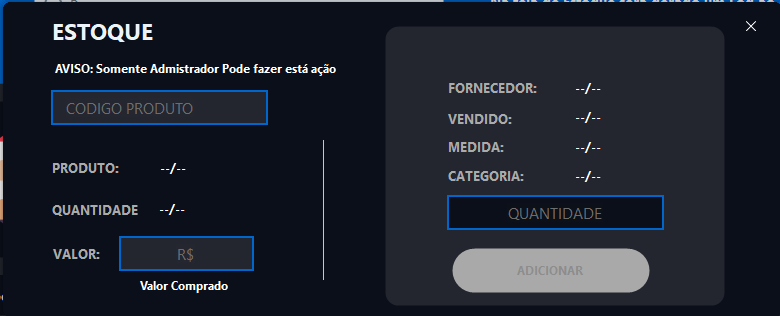 ESTOQUE
AVISO: Somente Admistrador Pode fazer está ação
CODIGO PRODUTO
PRODUTO: --/--
QUANTIDADE --/--
VALOR: R$
Valor Comprado
FORNECEDOR: --/--
VENDIDO: --/--
MEDIDA: --/--
CATEGORIA: --/--
QUANTIDADE
ADICIONAR